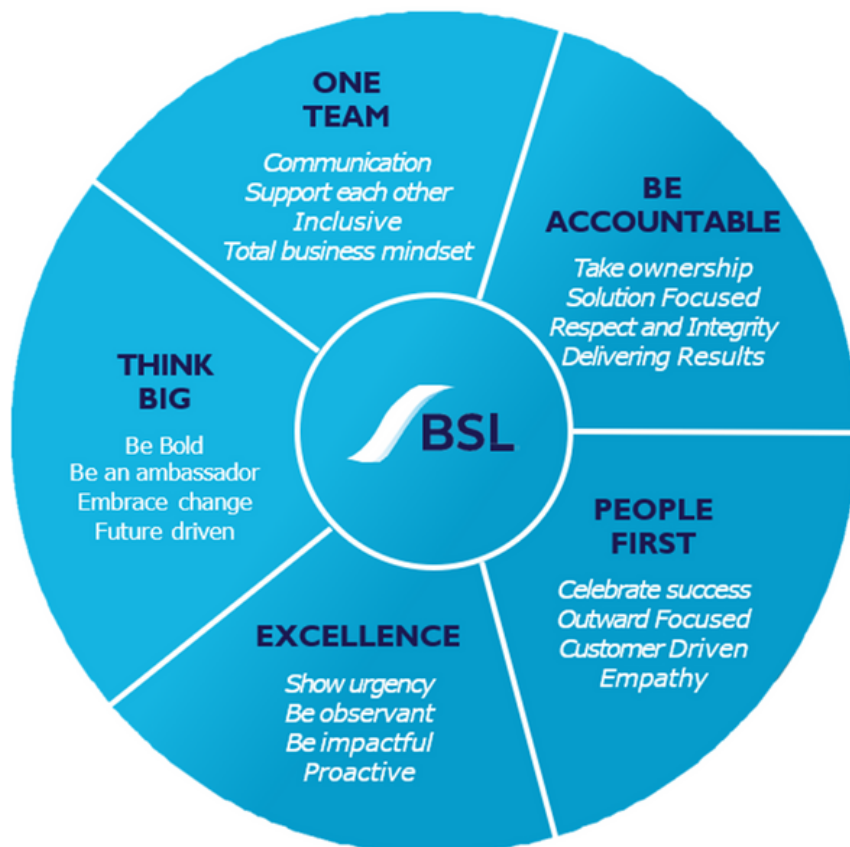 ONE
TEAM
Communication
Support each other
Inclusive
Total business mindset
BE
ACCOUNTABLE
Take ownership
Solution Focused
Respect and Integrity
Delivering Results
THINK
BIG
Be Bold
Be an ambassador
Embrace change
Future driven
BSL
PEOPLE
FIRST
Celebrate success
Outward Focused
Customer Driven
Empathy
EXCELLENCE
Show urgency
Be observant
Be impactful
Proactive